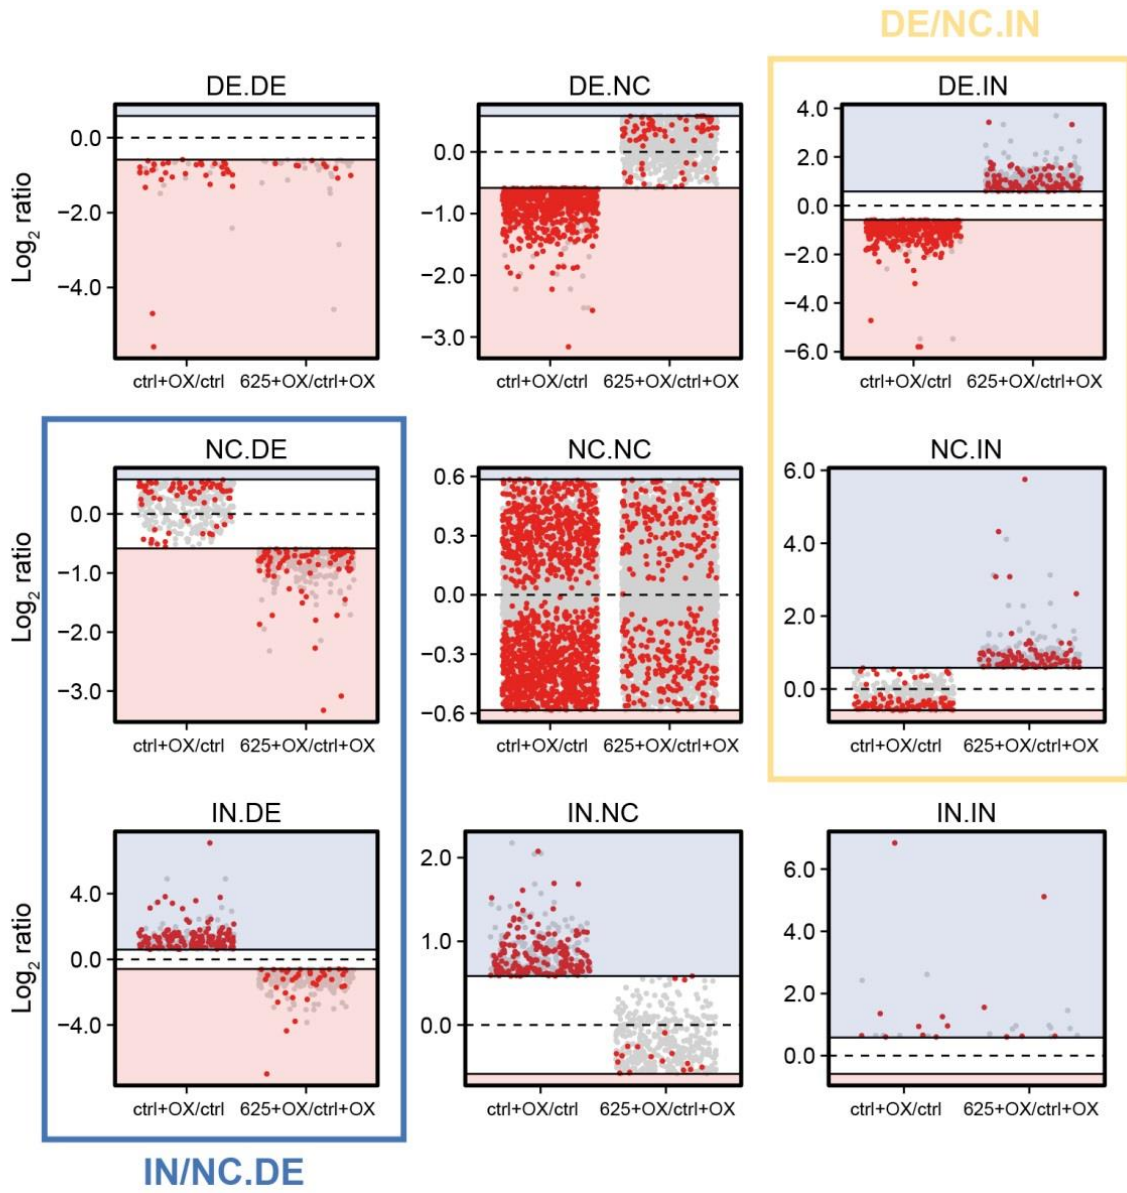 DE/NC.IN
DE.DE
DE.NC
DE.IN
Log2 ratio
0.0
−2.0
−4.0
0.0
−1.0
−2.0
−3.0
4.0
2.0
0.0
−2.0
−4.0
−6.0
ctrl+OX/ctrl 625+OX/ctrl+OX
ctrl+OX/ctrl 625+OX/ctrl+OX
ctrl+OX/ctrl 625+OX/ctrl+OX
NC.DE
NC.NC
NC.IN
Log2 ratio
0.0
−1.0
−2.0
−3.0
0.6
0.3
0.0
−0.3
−0.6
6.0
4.0
2.0
0.0
ctrl+OX/ctrl 625+OX/ctrl+OX
ctrl+OX/ctrl 625+OX/ctrl+OX
ctrl+OX/ctrl 625+OX/ctrl+OX
IN.DE
IN.NC
IN.IN
Log2 ratio
4.0
0.0
−4.0
2.0
1.0
0.0
6.0
4.0
2.0
0.0
ctrl+OX/ctrl 625+OX/ctrl+OX
ctrl+OX/ctrl 625+OX/ctrl+OX
ctrl+OX/ctrl 625+OX/ctrl+OX
IN/NC.DE